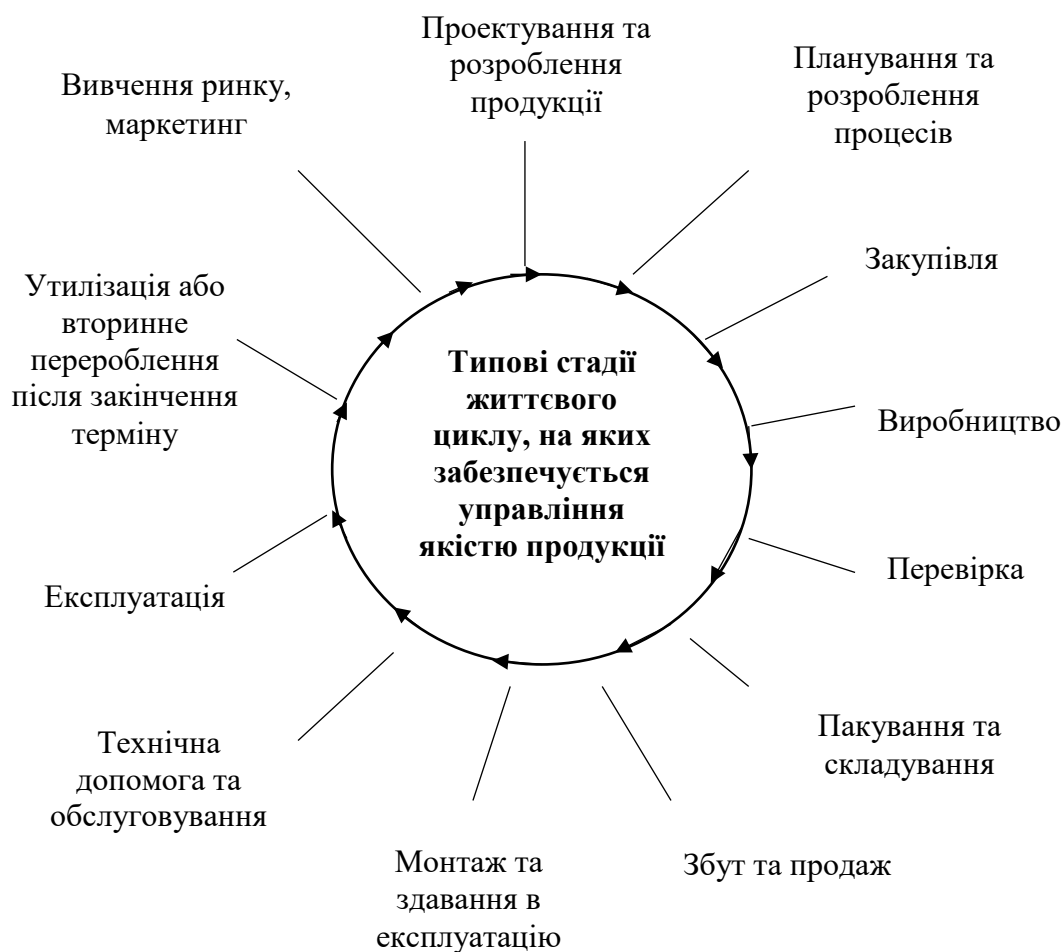 Проектування та
розроблення
продукції
Планування та
розроблення
процесів
Закупівля
Виробництво
Перевірка
Пакування та
складування
Збут та продаж
Монтаж та
здавання в
експлуатацію
Технічна
допомога та
обслуговування
Експлуатація
Утилізація або
вторинне
перероблення
після закінчення
терміну
Вивчення ринку,
маркетинг
Типові стадії
життєвого
циклу, на яких
забезпечується
управління
якістю продукції